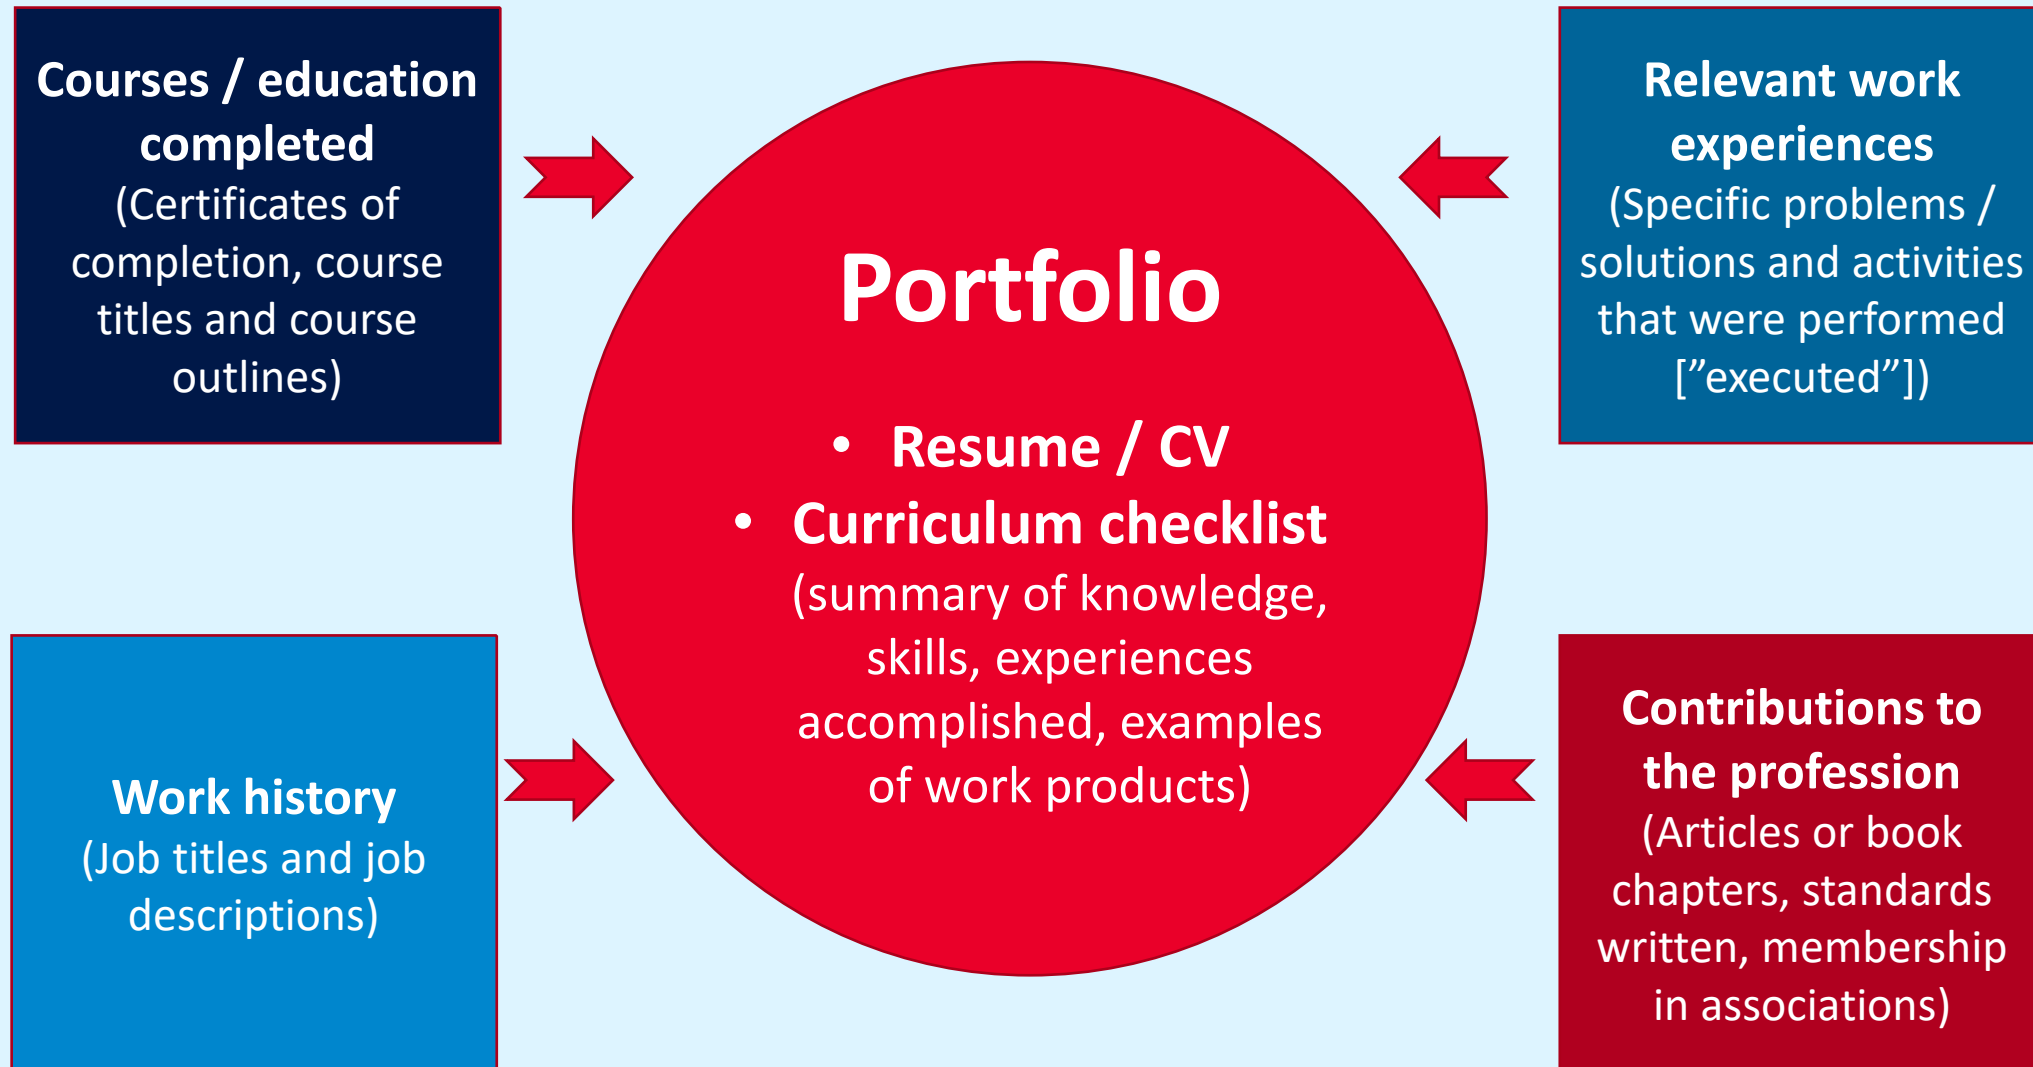 Courses / education
completed
(Certificates of
completion, course
titles and course
outlines)
Work history
(Job titles and job
descriptions)
Portfolio
• Resume / CV
• Curriculum checklist
(summary of knowledge,
skills, experiences
accomplished, examples
of work products)
Relevant work
experiences
(Specific problems /
solutions and activities
that were performed
[”executed”])
Contributions to
the profession
(Articles or book
chapters, standards
written, membership
in associations)